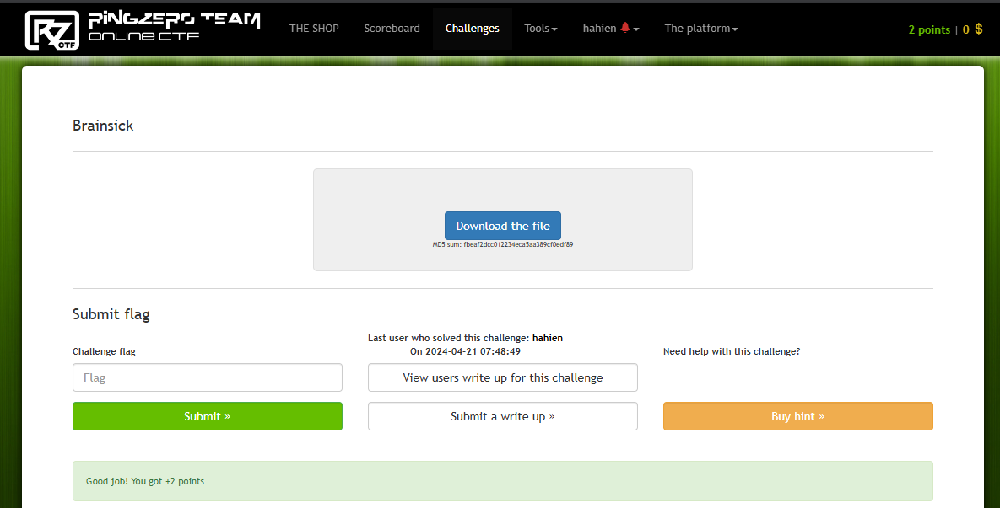 RINGZERO TEAM
ONLINE CTF
RZ
CTF
THE SHOP
Scoreboard
Challenges
Tools
hahien
The platform
2 points | 0 $
Brainsick
Download the file
MD5 sum: fbeaf2dcc012234eca5aa389cf0edf89
Submit flag
Last user who solved this challenge: hahien
On 2024-04-21 07:48:49
Challenge flag
Need help with this challenge?
Flag
View users write up for this challenge
Submit »
Submit a write up »
Buy hint »
Good job! You got +2 points